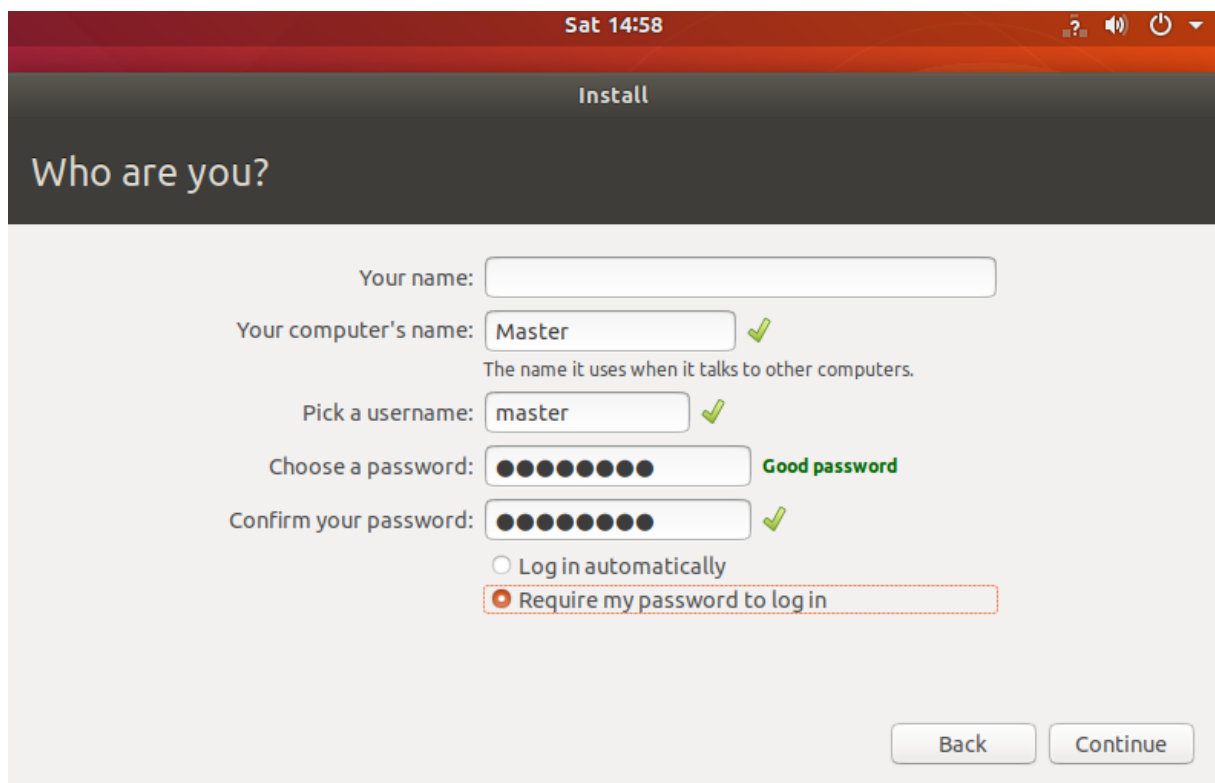 Sat 14:58
Install
Who are you?
Your name:
Your computer's name: Master
The name it uses when it talks to other computers.
Pick a username: master
Choose a password: ●●●●●●●● Good password
Confirm your password: ●●●●●●●●
Log in automatically
Require my password to log in
Back Continue